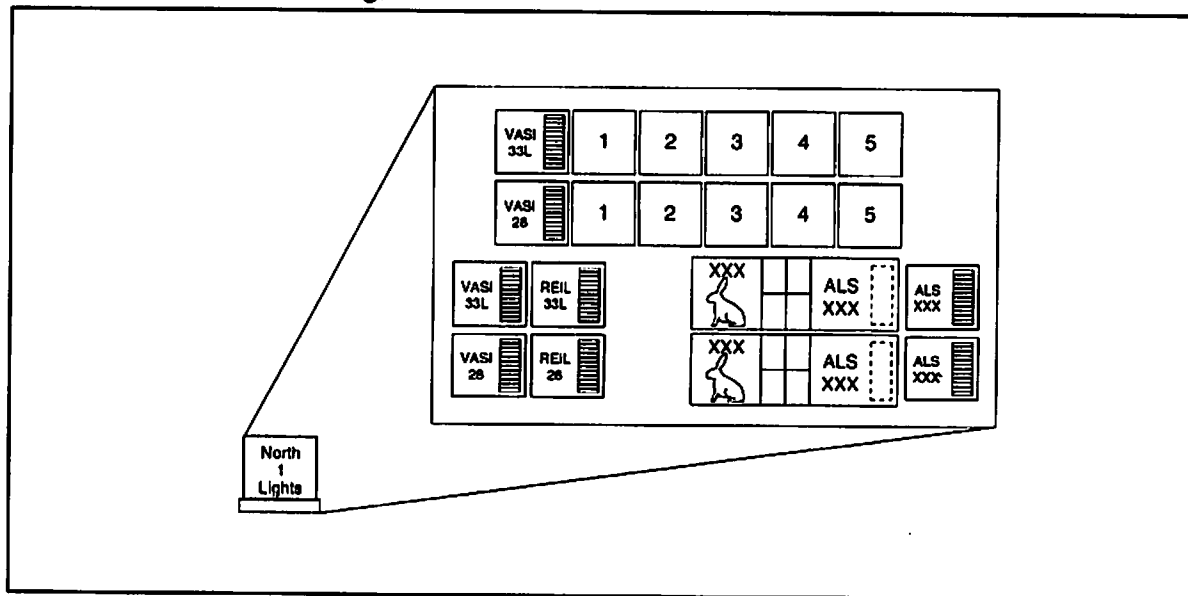 VASI
33L
1 2 3 4 5
VASI
28
1 2 3 4 5
VASI
33L
REIL
33L
XXX
ALS
XXX
ALS
XXX
VASI
28
REIL
28
XXX
ALS
XXX
ALS
XXX
North
1
Lights